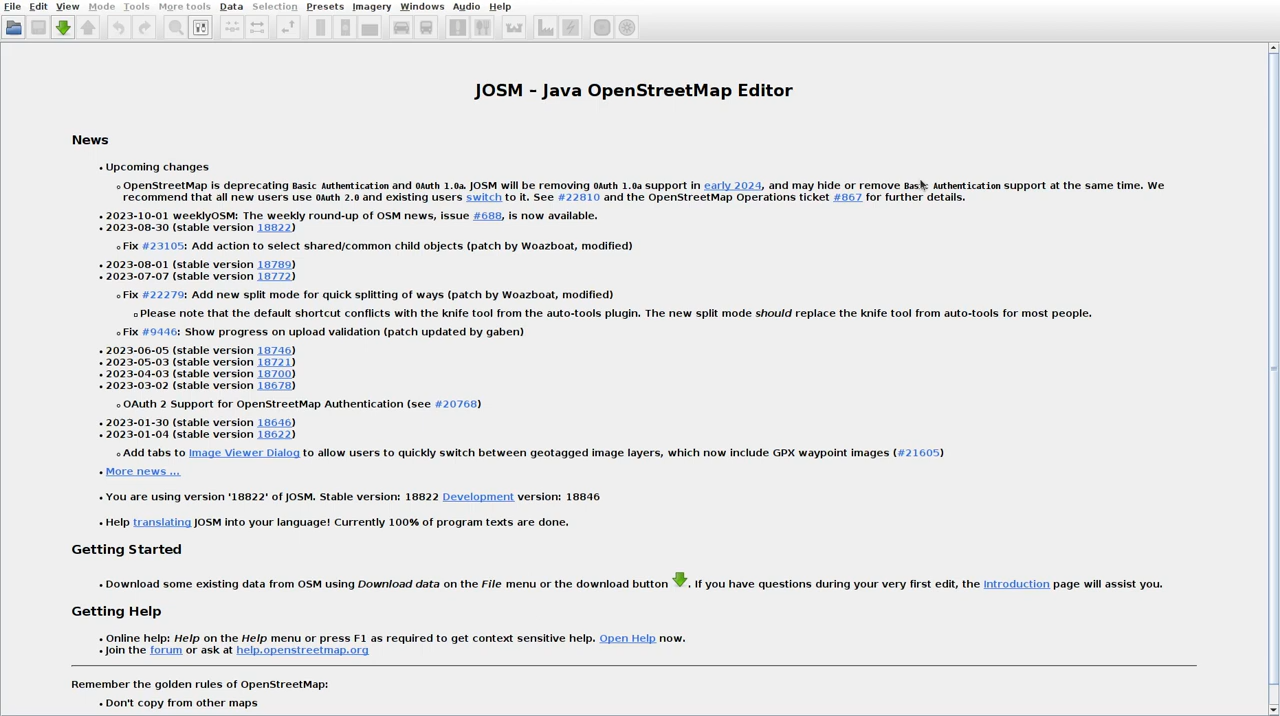 File Edit View Mode Tools More tools Data Selection Presets Imagery Windows Audio Help
JOSM – Java OpenStreetMap Editor
News
• Upcoming changes
OpenStreetMap is deprecating Basic Authentication and OAuth 1.0a. JOSM will be removing OAuth 1.0a support in early 2024, and may hide or remove Basic Authentication support at the same time. We
recommend that all new users use OAuth 2.0 and existing users switch to it. See #22810 and the OpenStreetMap Operations ticket #867 for further details.
• 2023-10-01 weeklyOSM: The weekly round-up of OSM news, issue #688, is now available.
• 2023-08-30 (stable version 18822)
Fix #23105: Add action to select shared/common child objects (patch by Woazboat, modified)
• 2023-08-01 (stable version 18789)
• 2023-07-07 (stable version 18772)
Fix #22279: Add new split mode for quick splitting of ways (patch by Woazboat, modified)
Please note that the default shortcut conflicts with the knife tool from the auto-tools plugin. The new split mode should replace the knife tool from auto-tools for most people.
Fix #9446: Show progress on upload validation (patch updated by gaben)
• 2023-06-05 (stable version 18746)
• 2023-05-03 (stable version 18721)
• 2023-04-03 (stable version 18700)
• 2023-03-02 (stable version 18678)
OAuth 2 Support for OpenStreetMap Authentication (see #20768)
• 2023-01-30 (stable version 18646)
• 2023-01-04 (stable version 18622)
Add tabs to Image Viewer Dialog to allow users to quickly switch between geotagged image layers, which now include GPX waypoint images (#21605)
• More news ...
• You are using version '18822' of JOSM. Stable version: 18822 Development version: 18846
• Help translating JOSM into your language! Currently 100% of program texts are done.
Getting Started
• Download some existing data from OSM using Download data on the File menu or the download button . If you have questions during your very first edit, the Introduction page will assist you.
Getting Help
• Online help: Help on the Help menu or press F1 as required to get context sensitive help. Open Help now.
• Join the forum or ask at help.openstreetmap.org
Remember the golden rules of OpenStreetMap:
• Don't copy from other maps